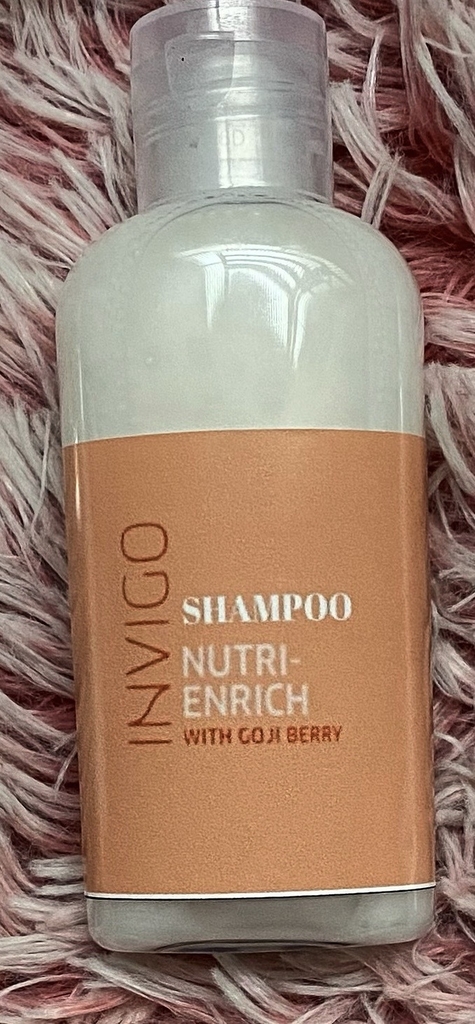 INVIGO
SHAMPOO
NUTRI-
ENRICH
WITH GOJI BERRY